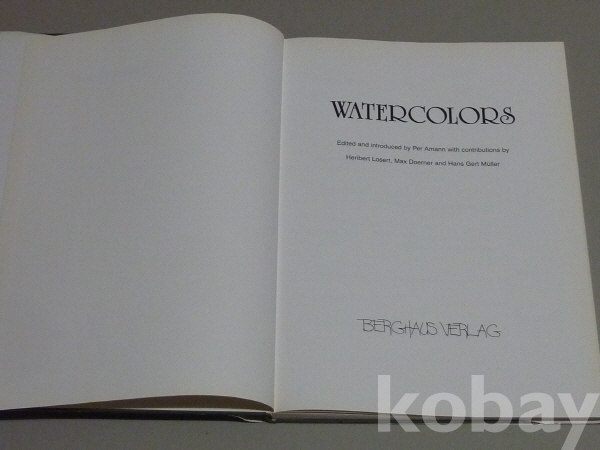 WATERCOLORS
Edited and introduced by Per Amann with contributions by
Heribert Losert, Max Doerner and Hans Gert Müller
BERGHAUS VERLAG
kobay